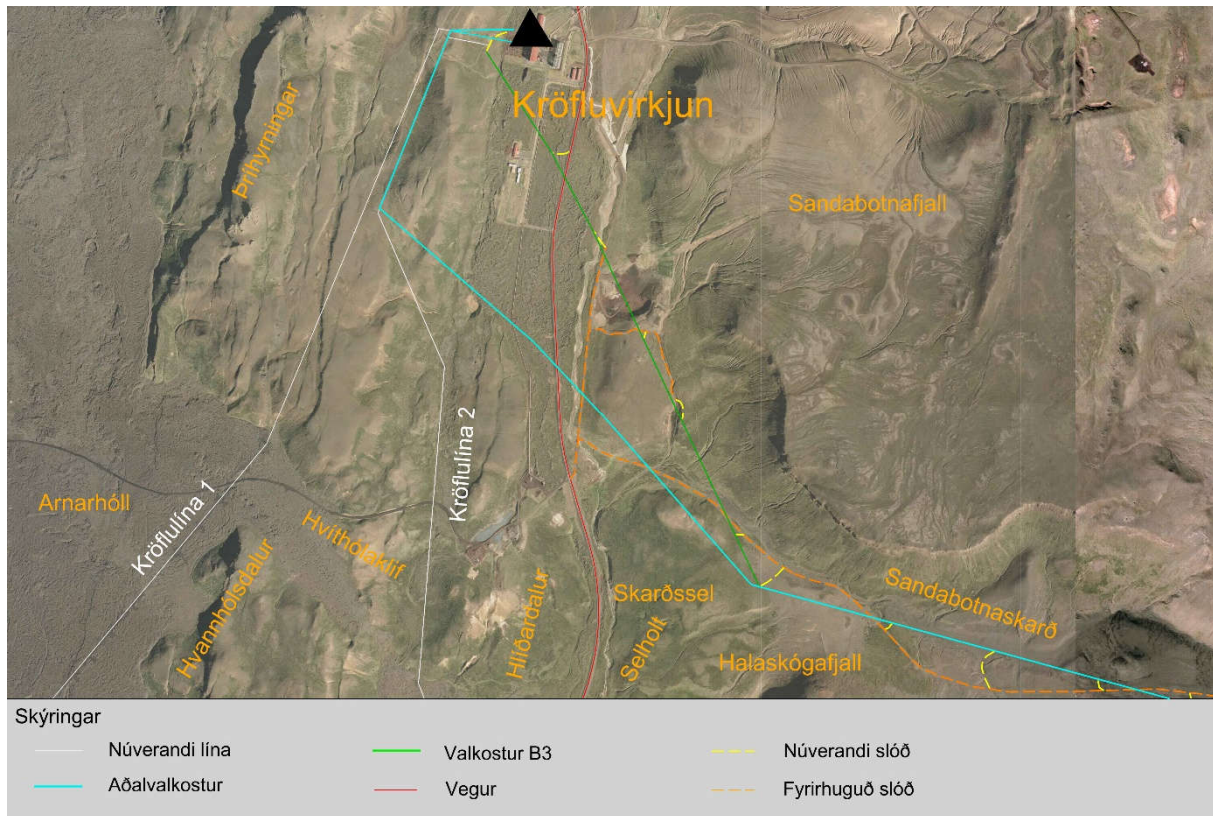 Kröfluvirkjun
Þríhyrningar
Sandabotnafjall
Arnarhóll
Kröflulína 1
Kröflulína 2
Hvíthólaklif
Hvannhólsdalur
Hlíðardalur
Skarðssel
Selholt
Sandabotnaskarð
Halaskógafjall
Skýringar
Núverandi lína
Valkostur B3
Núverandi slóð
Aðalvalkostur
Vegur
Fyrirhuguð slóð